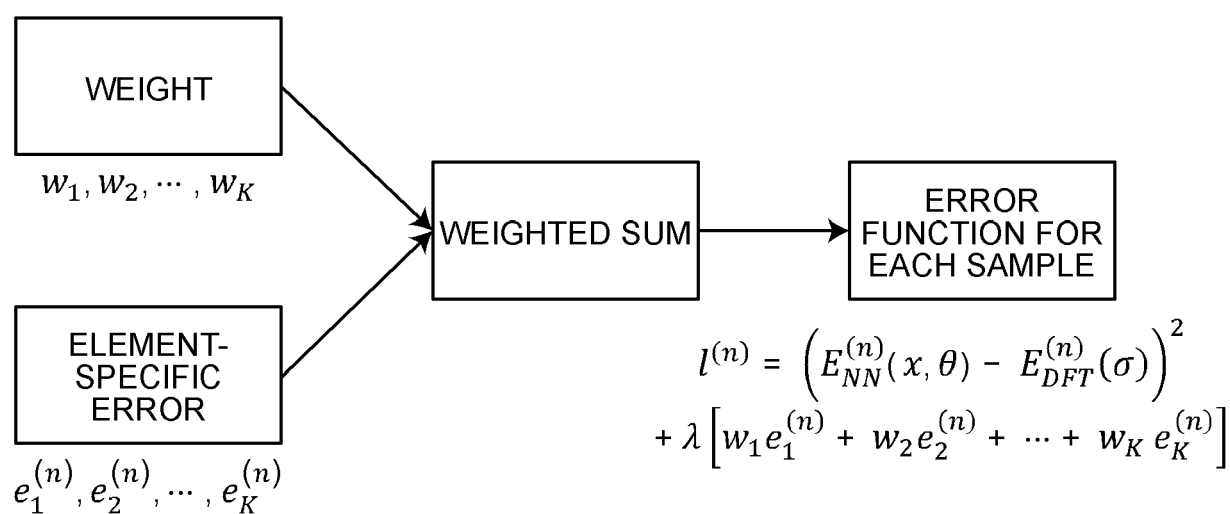 WEIGHT
w₁, w₂, ⋯ , w_K
ELEMENT-
SPECIFIC
ERROR
e₁⁽ⁿ⁾, e₂⁽ⁿ⁾, ⋯ , e_K⁽ⁿ⁾
WEIGHTED SUM
ERROR
FUNCTION FOR
EACH SAMPLE
l⁽ⁿ⁾ = (E_NN⁽ⁿ⁾(x, θ) − E_DFT⁽ⁿ⁾(σ))²
+ λ [w₁e₁⁽ⁿ⁾ + w₂e₂⁽ⁿ⁾ + ⋯ + w_K e_K⁽ⁿ⁾]